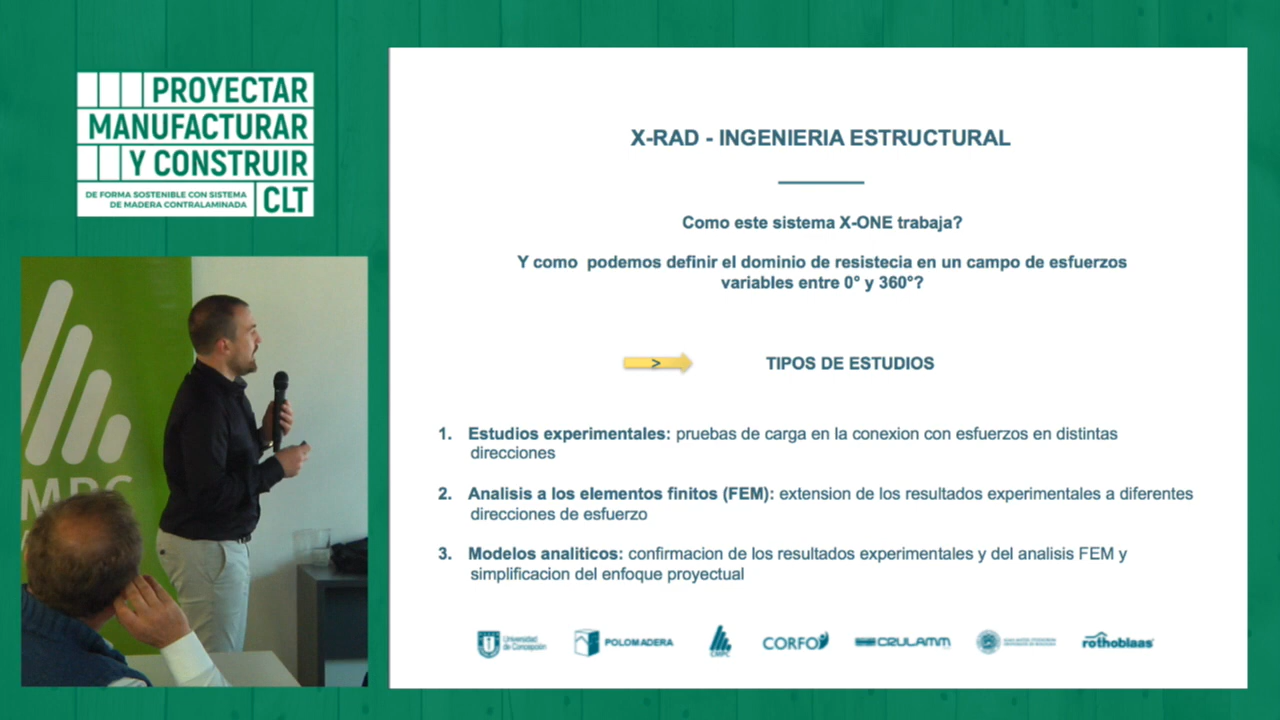 PROYECTAR
MANUFACTURAR
Y CONSTRUIR
DE FORMA SOSTENIBLE CON SISTEMA
DE MADERA CONTRALAMINADA
CLT
X-RAD - INGENIERIA ESTRUCTURAL
Como este sistema X-ONE trabaja?
Y como podemos definir el dominio de resistecia en un campo de esfuerzos
variables entre 0° y 360°?
>
TIPOS DE ESTUDIOS
1. Estudios experimentales: pruebas de carga en la conexion con esfuerzos en distintas
direcciones
2. Analisis a los elementos finitos (FEM): extension de los resultados experimentales a diferentes
direcciones de esfuerzo
3. Modelos analiticos: confirmacion de los resultados experimentales y del analisis FEM y
simplificacion del enfoque proyectual
Universidad
de Concepción
POLOMADERA
CMPC
CORFO
CRULAMM
rothoblaas
CMPC